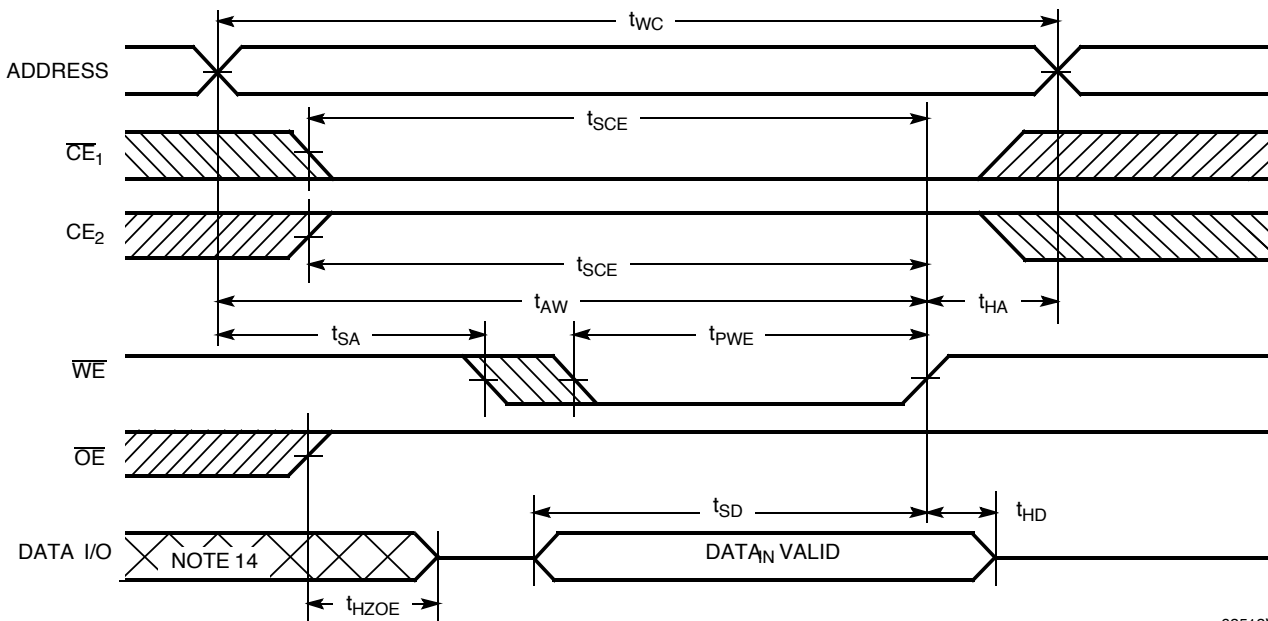 tWC
ADDRESS
tSCE
CE1
CE2
tSCE
tAW
tHA
tSA
tPWE
WE
OE
tSD
tHD
DATA I/O
NOTE 14
DATAIN VALID
tHZOE